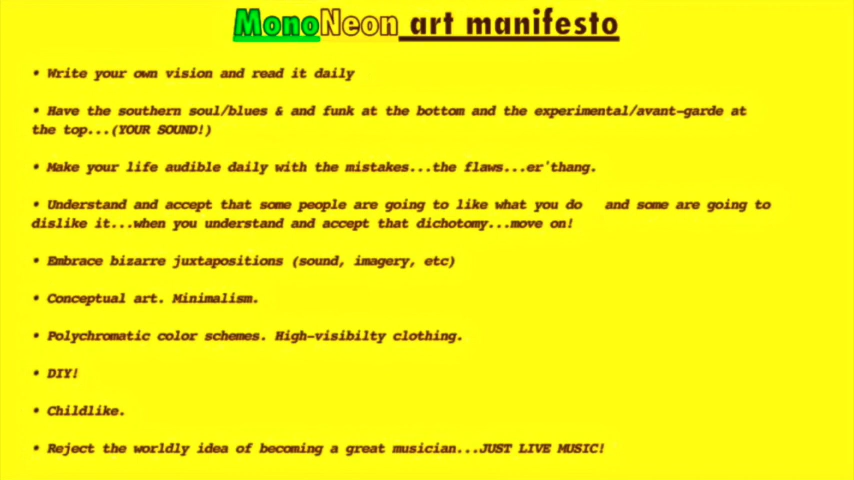 MonoNeon art manifesto
• Write your own vision and read it daily
• Have the southern soul/blues & and funk at the bottom and the experimental/avant-garde at
the top...(YOUR SOUND!)
• Make your life audible daily with the mistakes...the flaws...er'thang.
• Understand and accept that some people are going to like what you do   and some are going to
dislike it...when you understand and accept that dichotomy...move on!
• Embrace bizarre juxtapositions (sound, imagery, etc)
• Conceptual art. Minimalism.
• Polychromatic color schemes. High-visibilty clothing.
• DIY!
• Childlike.
• Reject the worldly idea of becoming a great musician...JUST LIVE MUSIC!